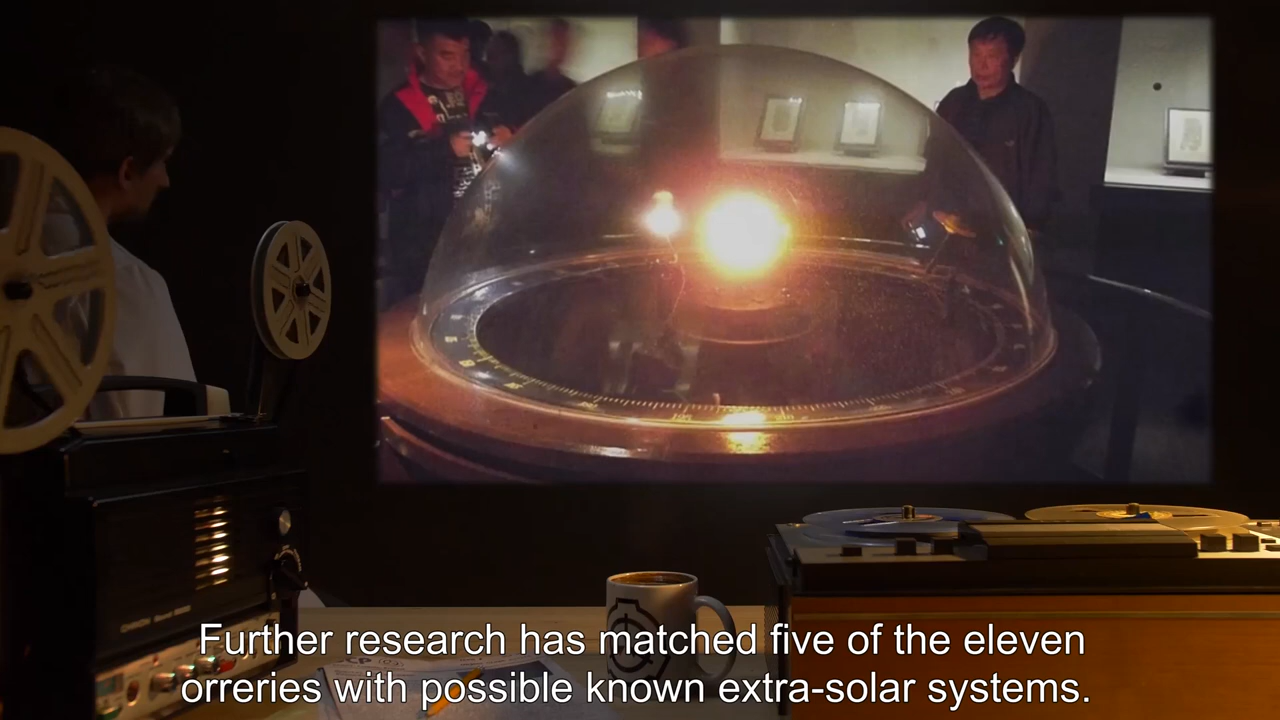 Further research has matched five of the eleven
orreries with possible known extra-solar systems.